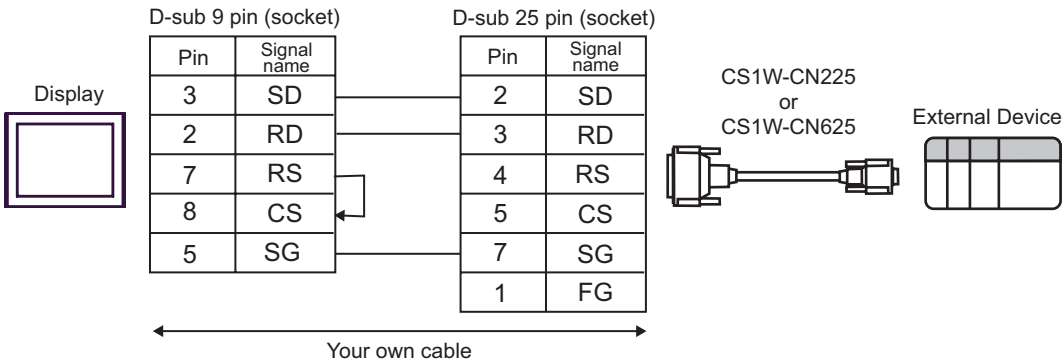 D-sub 9 pin (socket)
D-sub 25 pin (socket)
Display
Pin Signal name
3 SD
2 RD
7 RS
8 CS
5 SG
Pin Signal name
2 SD
3 RD
4 RS
5 CS
7 SG
1 FG
CS1W-CN225
or
CS1W-CN625
External Device
Your own cable